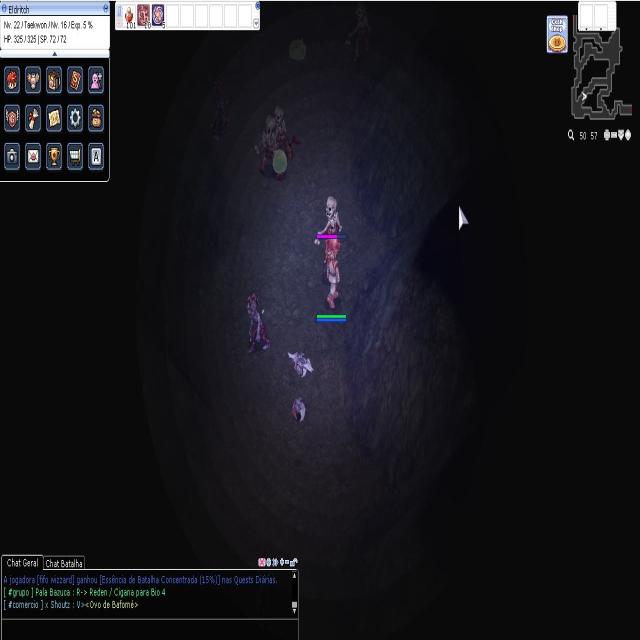 Eldritch
Nv. 22 / Taekwon / Nv. 16 / Exp. 5 %
HP. 325 / 325 | SP. 72 / 72
101
50 57
Chat Geral Chat Batalha
A jogadora [fifo wizzard] ganhou [Essência de Batalha Concentrada (15%)] nas Quests Diárias.
[ #grupo ] Pala Bazuca : R-> Reden / Cigana para Bio 4
[ #comercio ] x Shoutz : V><Ovo de Bafomé>